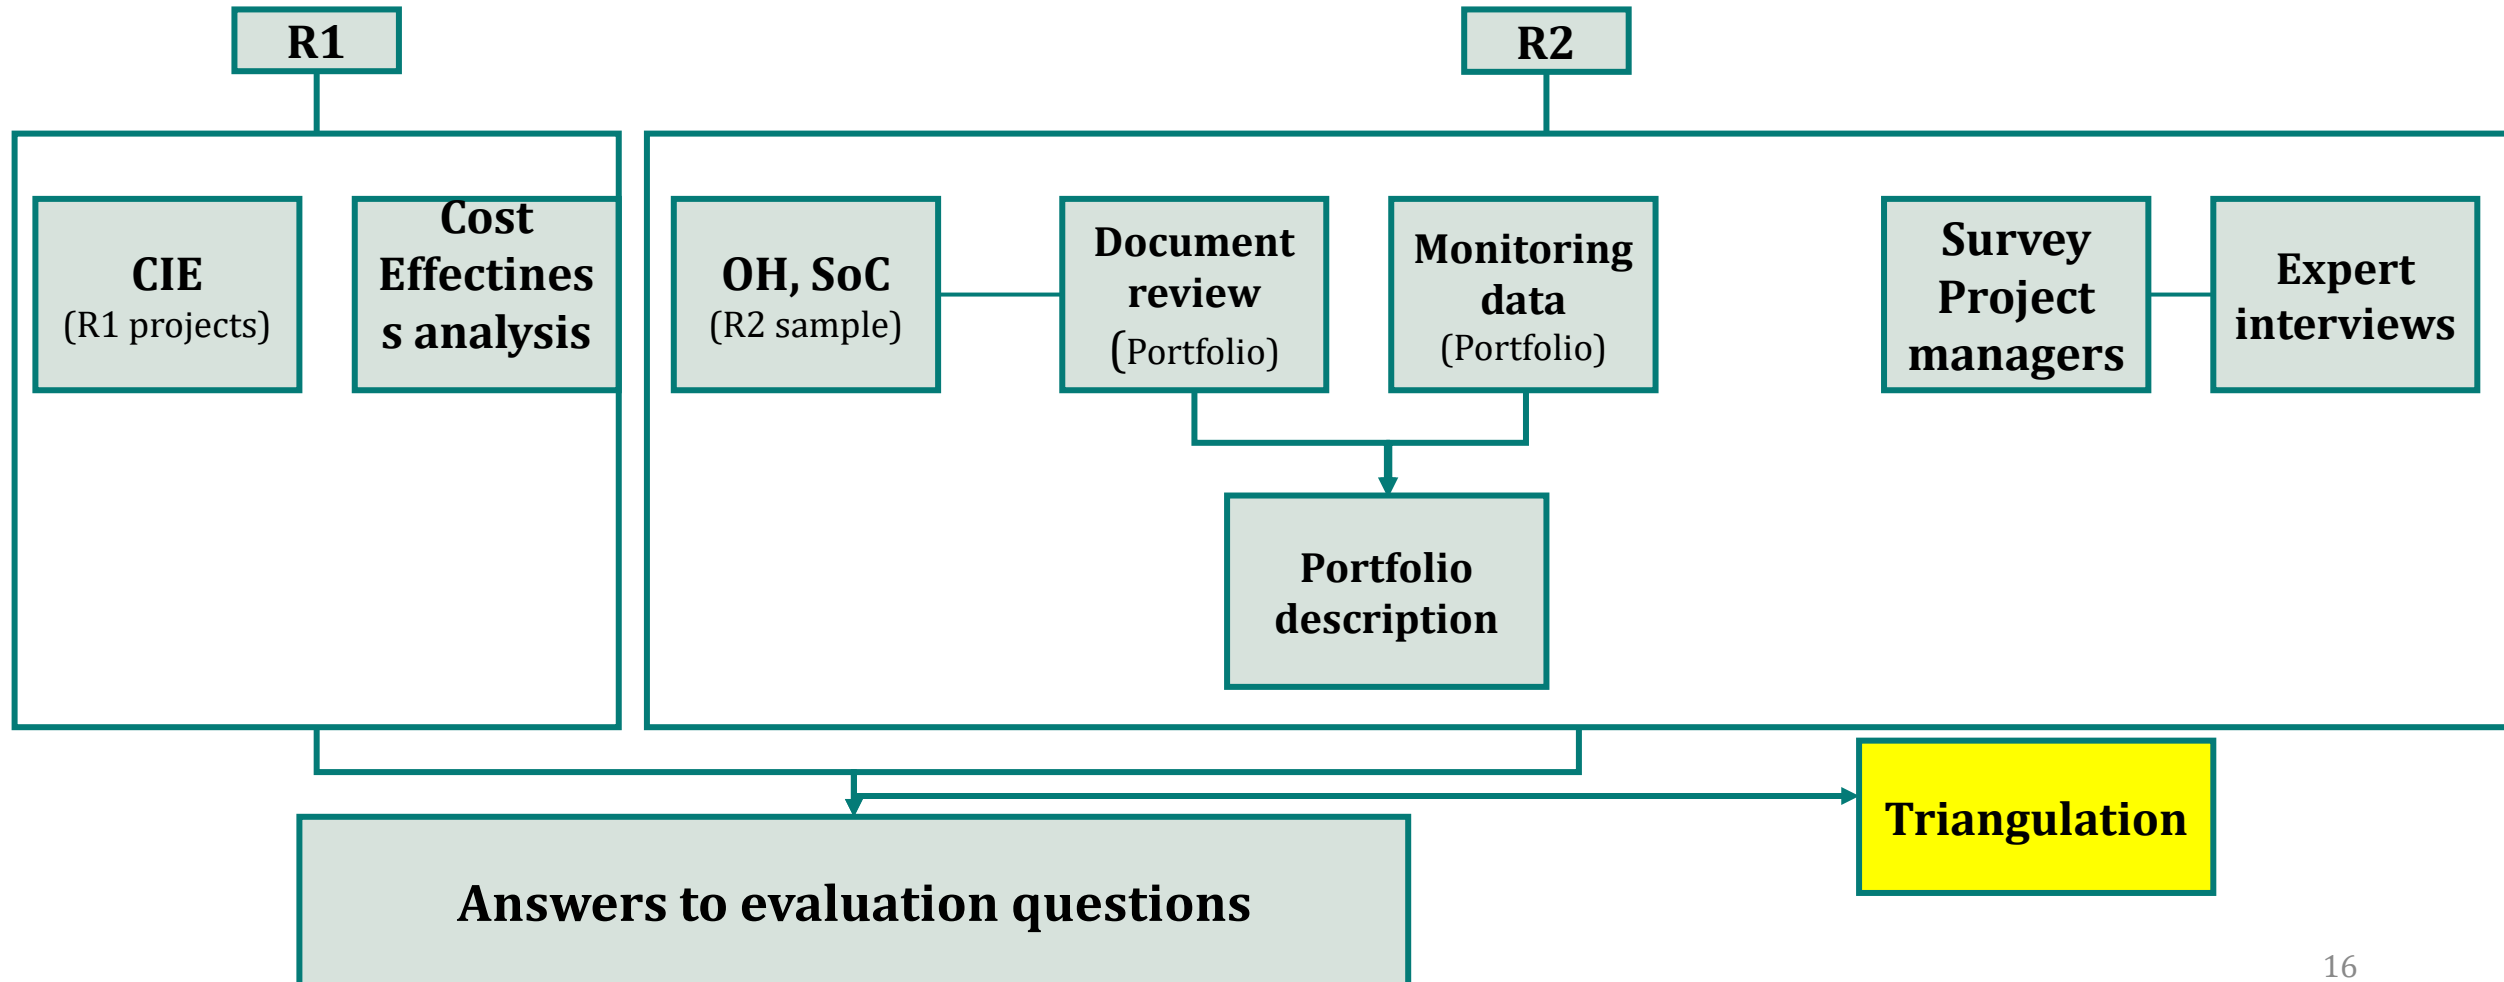 R1
R2
CIE
(R1 projects)
Cost
Effectines
s analysis
OH, SoC
(R2 sample)
Document
review
(Portfolio)
Monitoring
data
(Portfolio)
Survey
Project
managers
Expert
interviews
Portfolio
description
Triangulation
Answers to evaluation questions
16